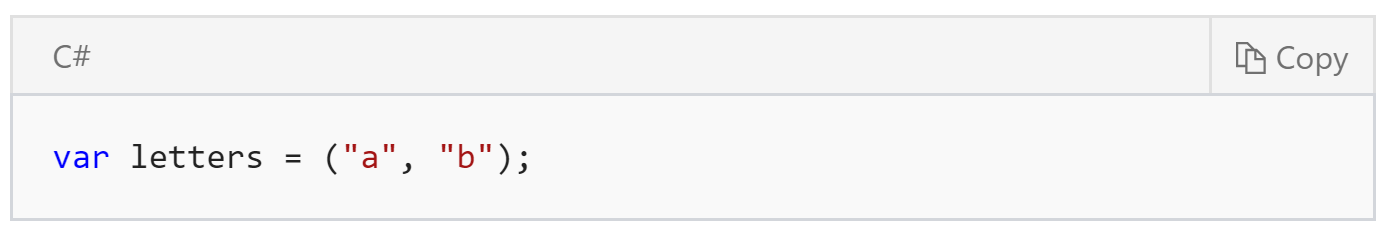 C#
Copy
var letters = ("a", "b");